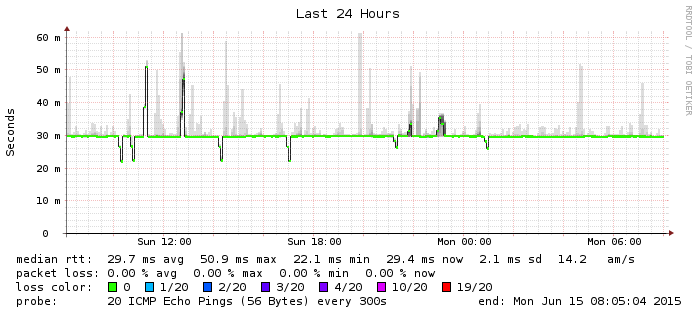 Last 24 Hours
RRDTOOL / TOBI OETIKER
Seconds
60 m
50 m
40 m
30 m
20 m
10 m
0
Sun 12:00 Sun 18:00 Mon 00:00 Mon 06:00
median rtt: 29.7 ms avg 50.9 ms max 22.1 ms min 29.4 ms now 2.1 ms sd 14.2 am/s
packet loss: 0.00 % avg 0.00 % max 0.00 % min 0.00 % now
loss color: 0 1/20 2/20 3/20 4/20 10/20 19/20
probe: 20 ICMP Echo Pings (56 Bytes) every 300s end: Mon Jun 15 08:05:04 2015